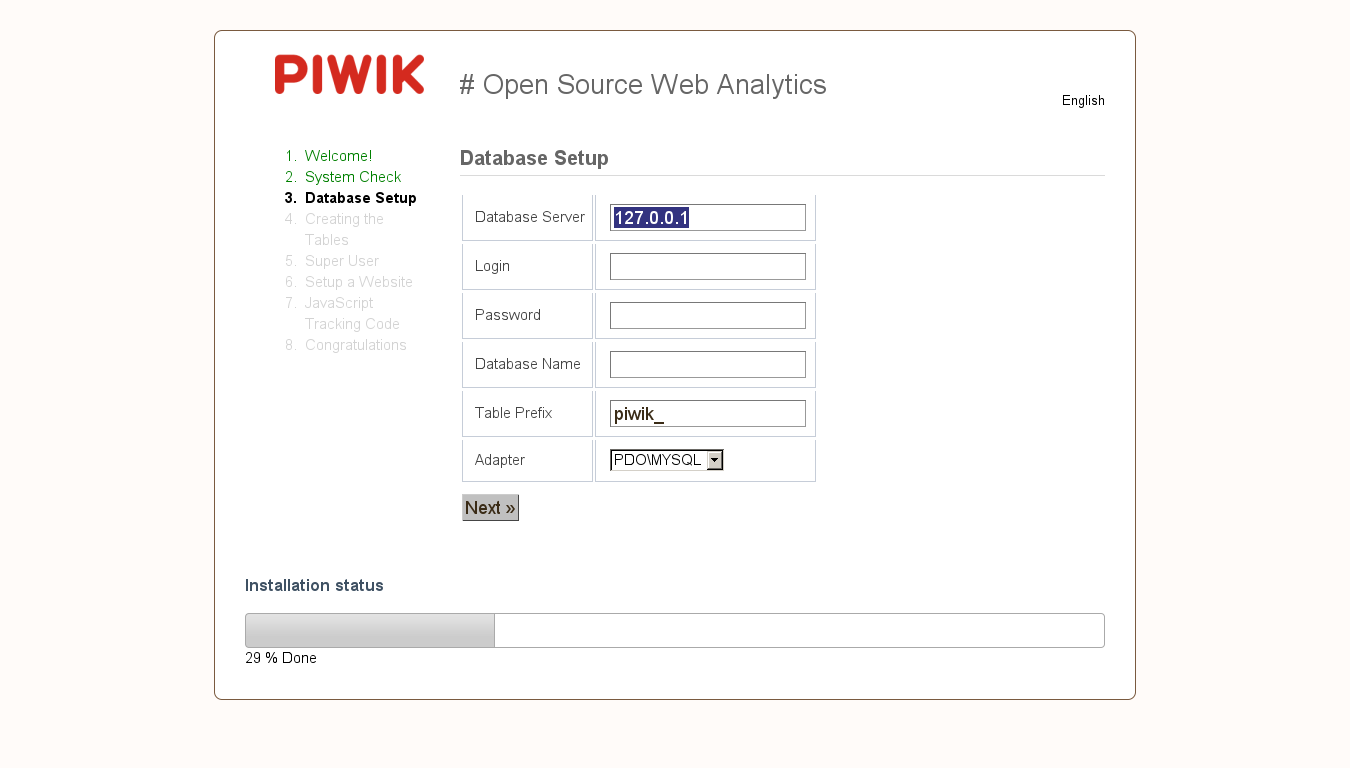 PIWIK
# Open Source Web Analytics
English
1. Welcome!
2. System Check
3. Database Setup
4. Creating the
Tables
5. Super User
6. Setup a Website
7. JavaScript
Tracking Code
8. Congratulations
Database Setup
Database Server 127.0.0.1
Login
Password
Database Name
Table Prefix piwik_
Adapter PDO\MYSQL
Next »
Installation status
29 % Done